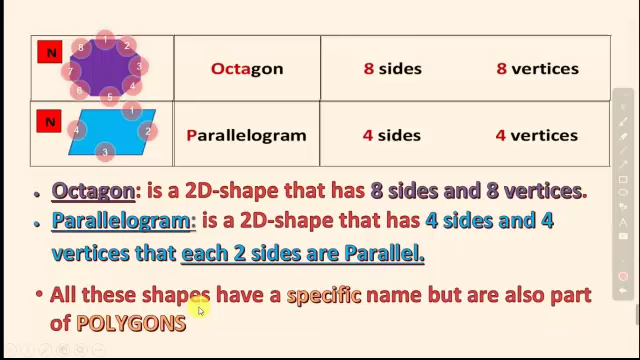 N
8 1 2 7 3 6 4 5
Octagon 8 sides 8 vertices
N
1 4 2 3
Parallelogram 4 sides 4 vertices
• Octagon: is a 2D-shape that has 8 sides and 8 vertices.
• Parallelogram: is a 2D-shape that has 4 sides and 4
vertices that each 2 sides are Parallel.
• All these shapes have a specific name but are also part
of POLYGONS